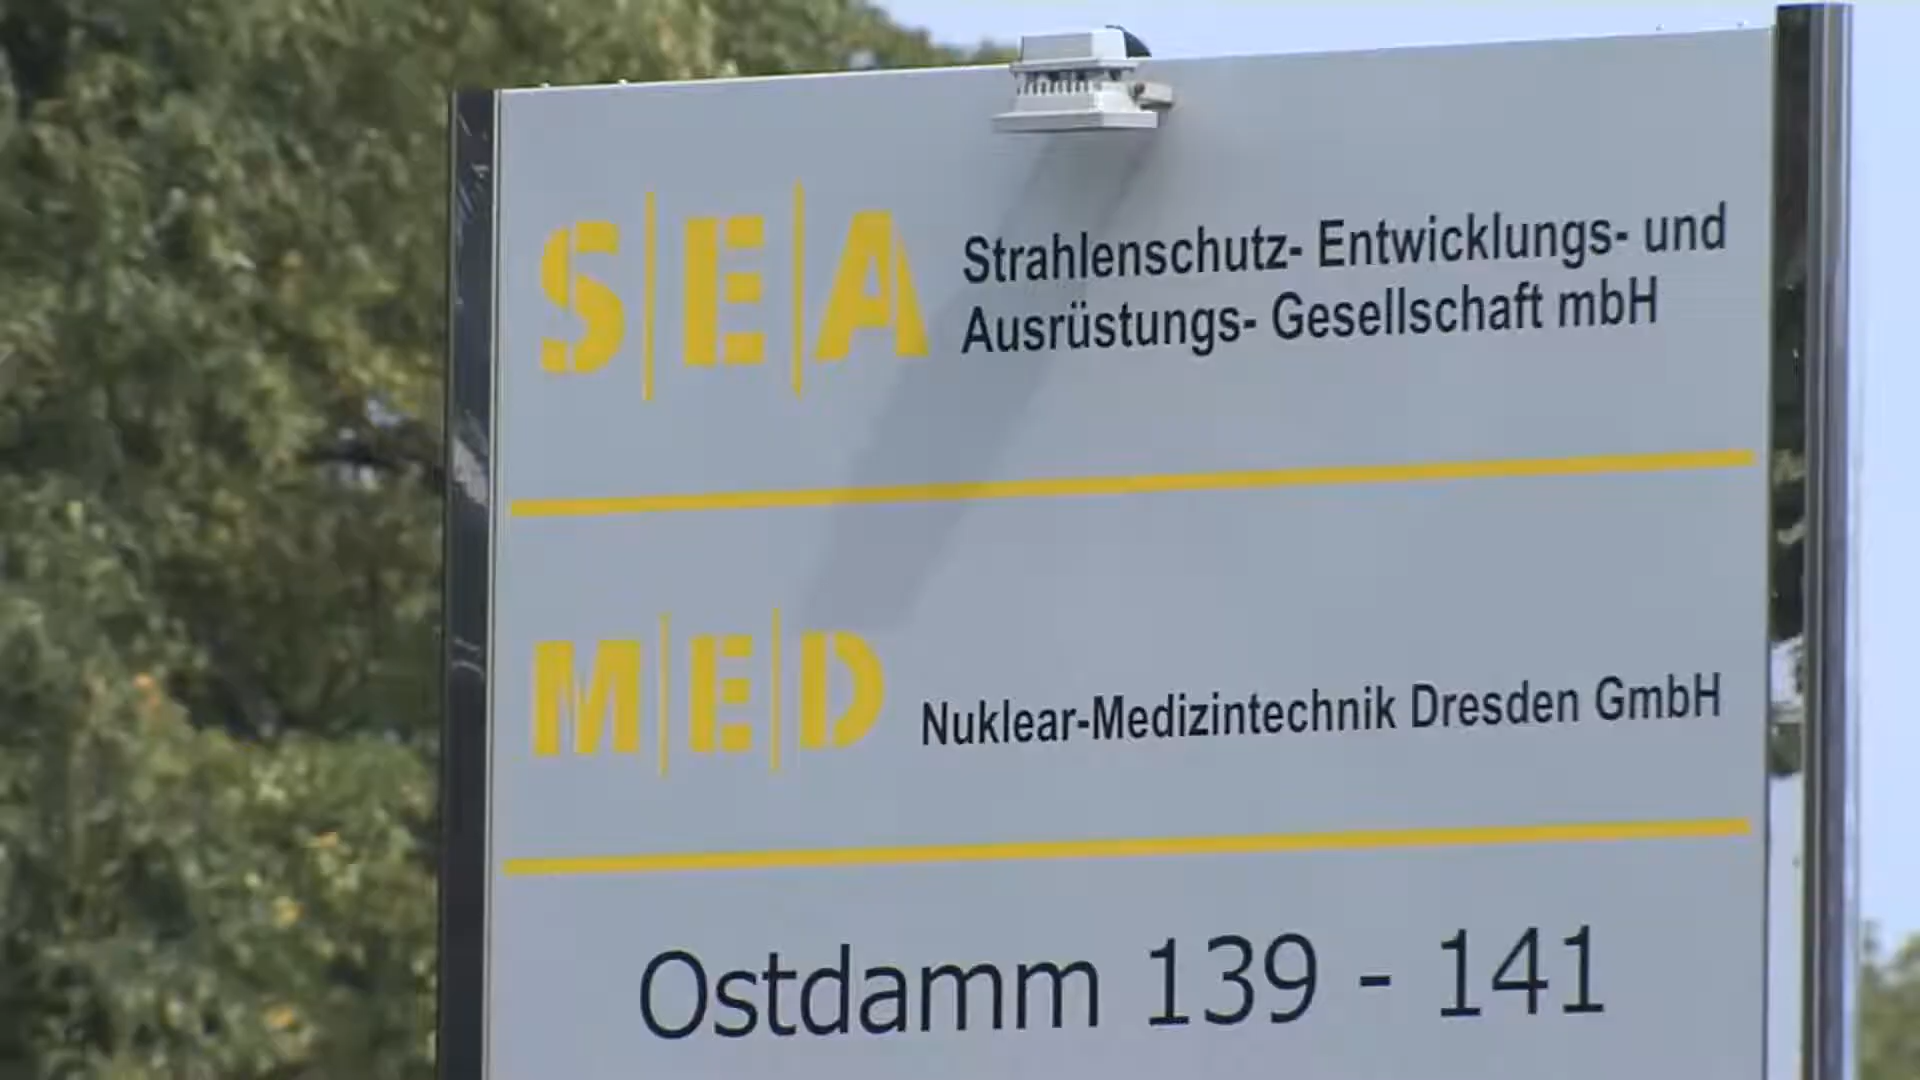 S|E|A
Strahlenschutz- Entwicklungs- und
Ausrüstungs- Gesellschaft mbH
M|E|D
Nuklear-Medizintechnik Dresden GmbH
Ostdamm 139 - 141